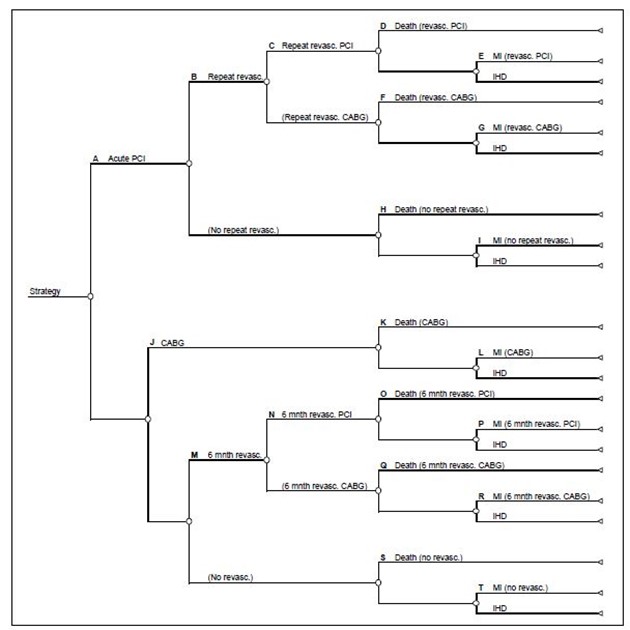 D Death (revasc. PCI)
C Repeat revasc. PCI
E MI (revasc. PCI)
IHD
B Repeat revasc.
F Death (revasc. CABG)
(Repeat revasc. CABG)
G MI (revasc. CABG)
IHD
A Acute PCI
H Death (no repeat revasc.)
(No repeat revasc.)
I MI (no repeat revasc.)
IHD
Strategy
K Death (CABG)
J CABG
L MI (CABG)
IHD
O Death (6 mnth revasc. PCI)
N 6 mnth revasc. PCI
P MI (6 mnth revasc. PCI)
IHD
M 6 mnth revasc.
Q Death (6 mnth revasc. CABG)
(6 mnth revasc. CABG)
R MI (6 mnth revasc. CABG)
IHD
S Death (no revasc.)
(No revasc.)
T MI (no revasc.)
IHD